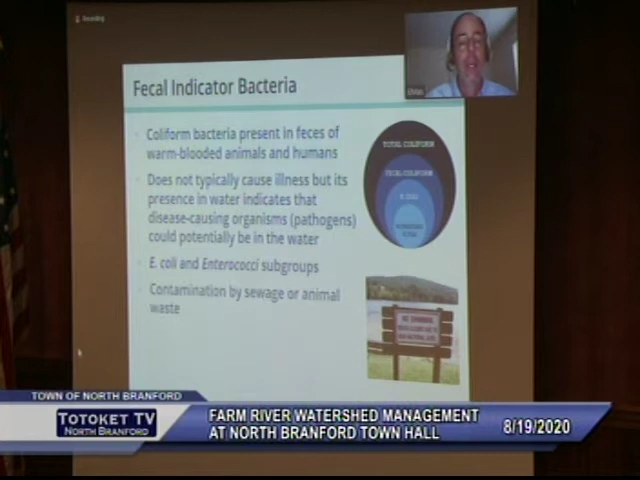 Recording
Fecal Indicator Bacteria
Coliform bacteria present in feces of
warm-blooded animals and humans
Does not typically cause illness but its
presence in water indicates that
disease-causing organisms (pathogens)
could potentially be in the water
E. coli and Enterococci subgroups
Contamination by sewage or animal
waste
TOTAL COLIFORM
FECAL COLIFORM
E. COLI
NO SWIMMING
TOWN OF NORTH BRANFORD
TOTOKET TV
NORTH BRANFORD
FARM RIVER WATERSHED MANAGEMENT
AT NORTH BRANFORD TOWN HALL
8/19/2020